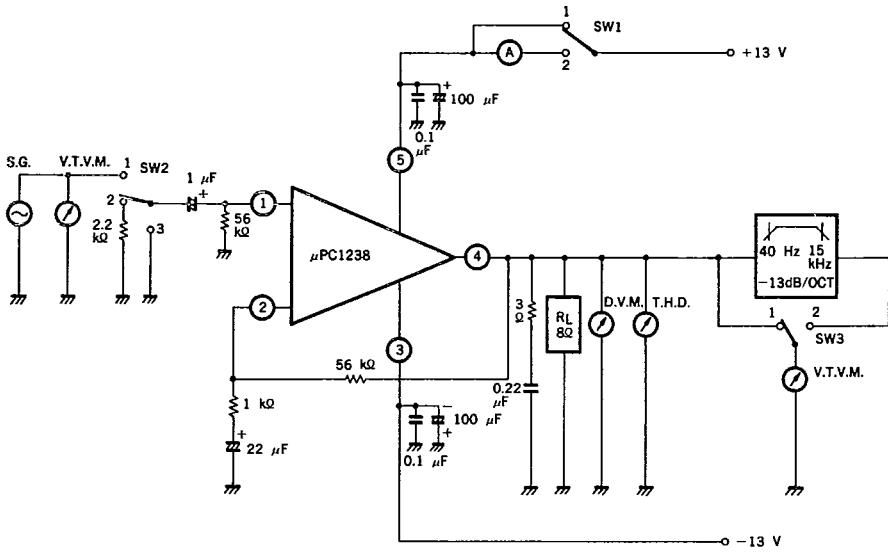 1
SW1
A
2
+13 V
+
100 μF
0.1
μF
5
S.G.
V.T.V.M.
1
SW2
2
3
2.2
kΩ
1 μF
+
56
kΩ
1
μPC1238
4
2
3
40 Hz 15
kHz
−13dB/OCT
1
2
SW3
V.T.V.M.
3
Ω
RL
8Ω
D.V.M.
T.H.D.
0.22
μF
56 kΩ
1 kΩ
+
22 μF
−
100 μF
+
0.1 μF
−13 V